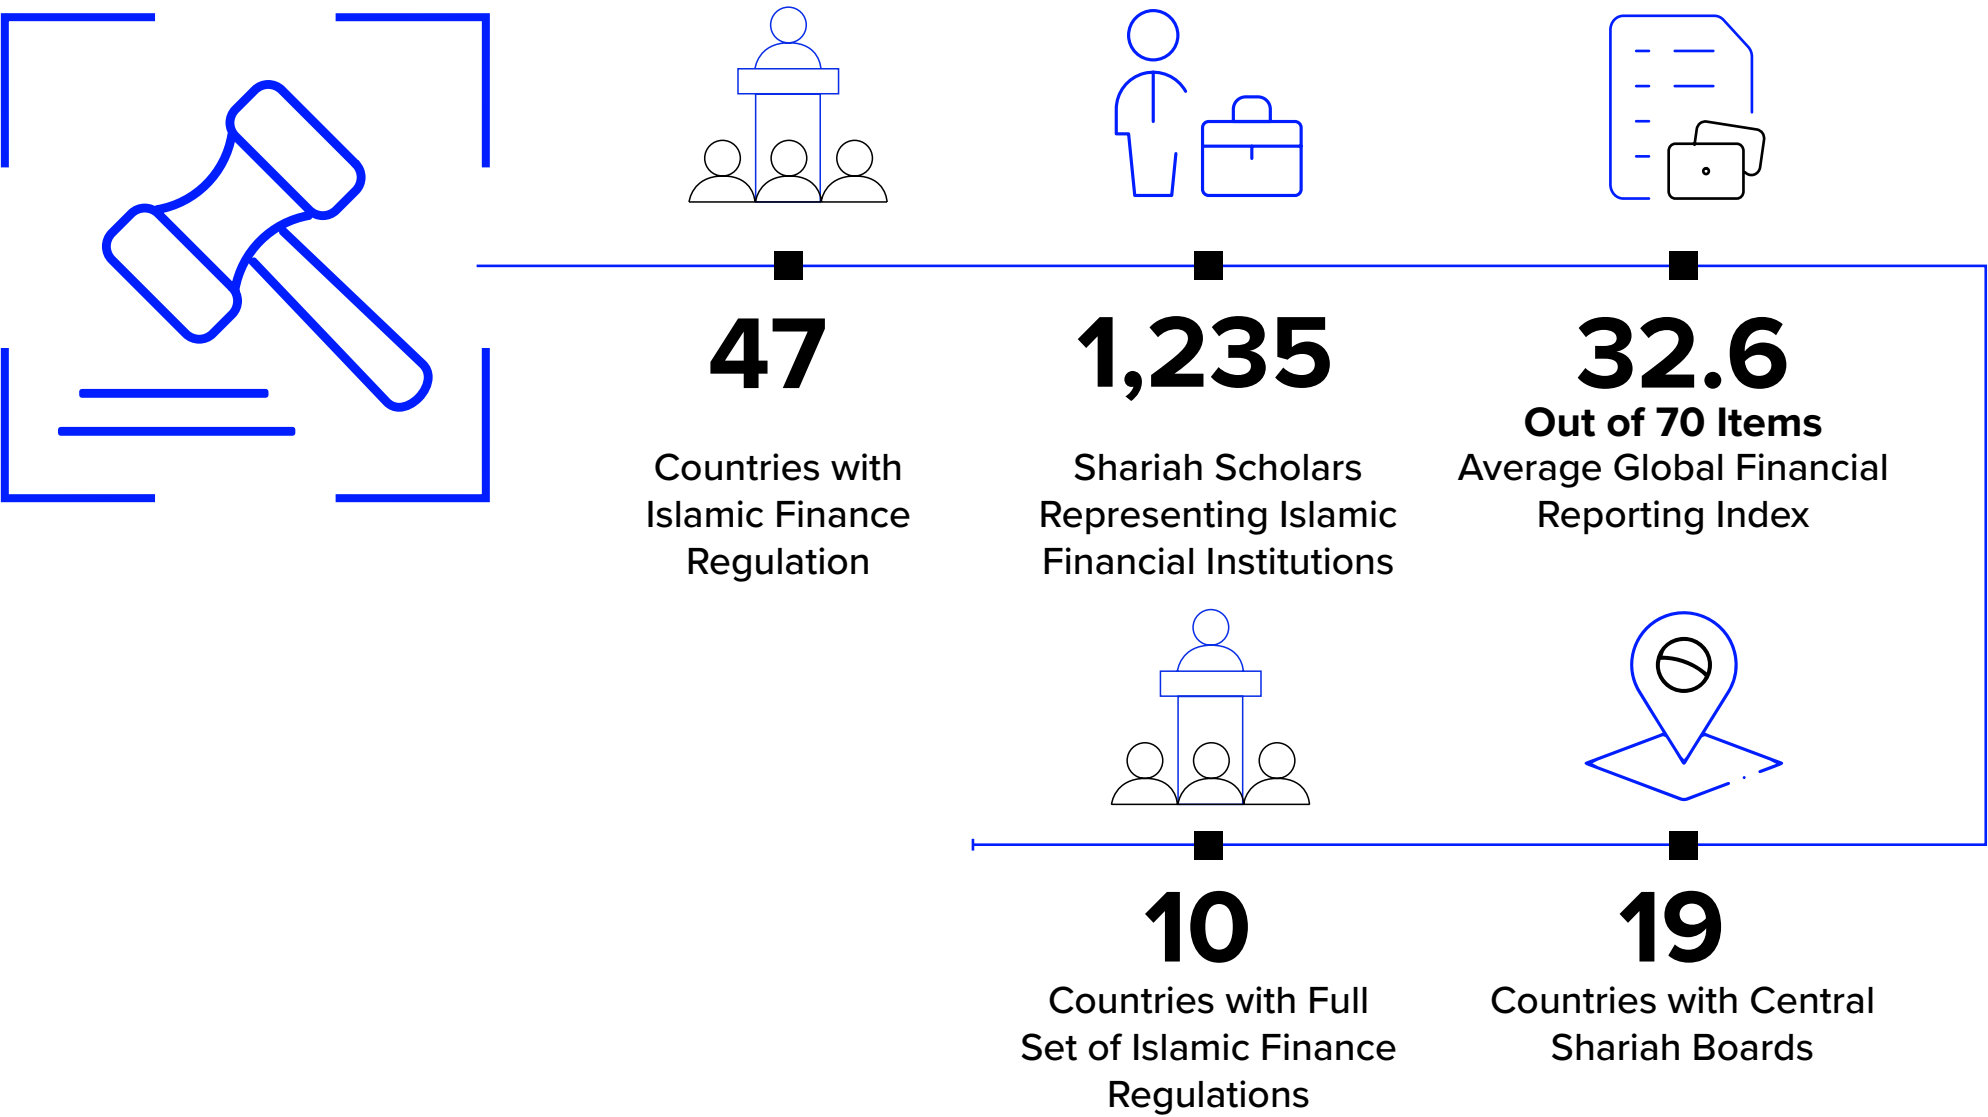 47
Countries with
Islamic Finance
Regulation
1,235
Shariah Scholars
Representing Islamic
Financial Institutions
32.6
Out of 70 Items
Average Global Financial
Reporting Index
10
Countries with Full
Set of Islamic Finance
Regulations
19
Countries with Central
Shariah Boards